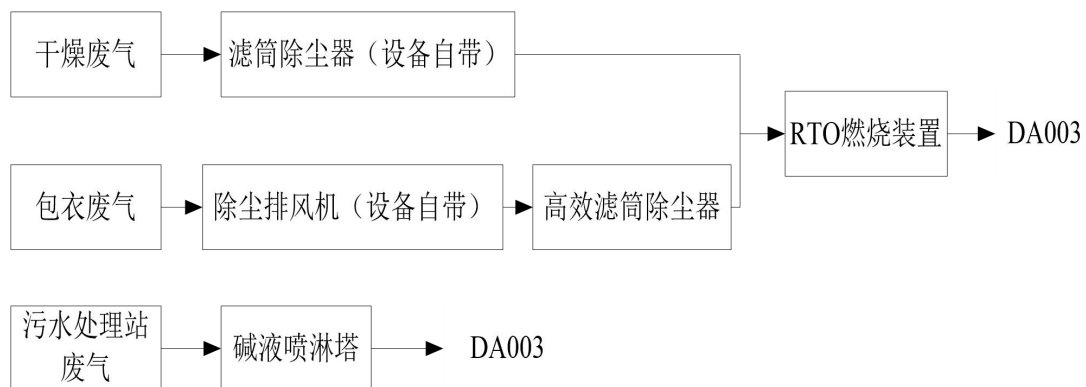 干燥废气
滤筒除尘器（设备自带）
RTO燃烧装置
DA003
包衣废气
除尘排风机（设备自带）
高效滤筒除尘器
污水处理站
废气
碱液喷淋塔
DA003